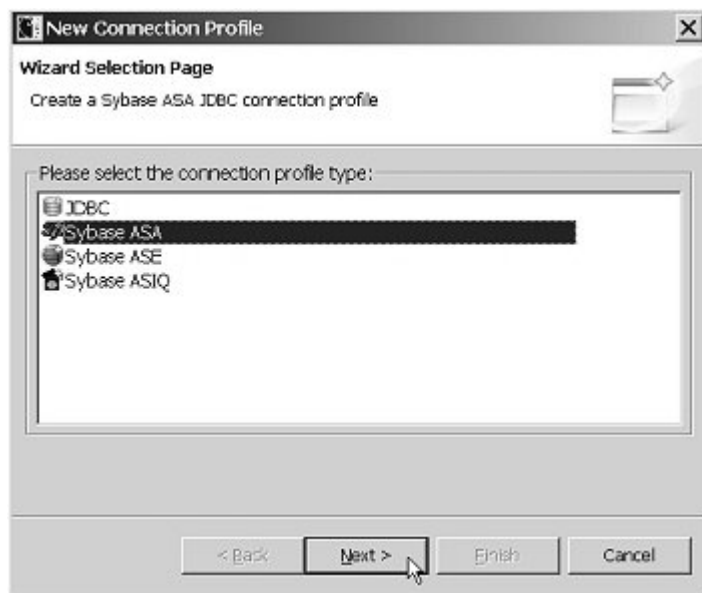 New Connection Profile
Wizard Selection Page
Create a Sybase ASA JDBC connection profile
Please select the connection profile type:
JDBC
Sybase ASA
Sybase ASE
Sybase ASIQ
< Back Next > Finish Cancel